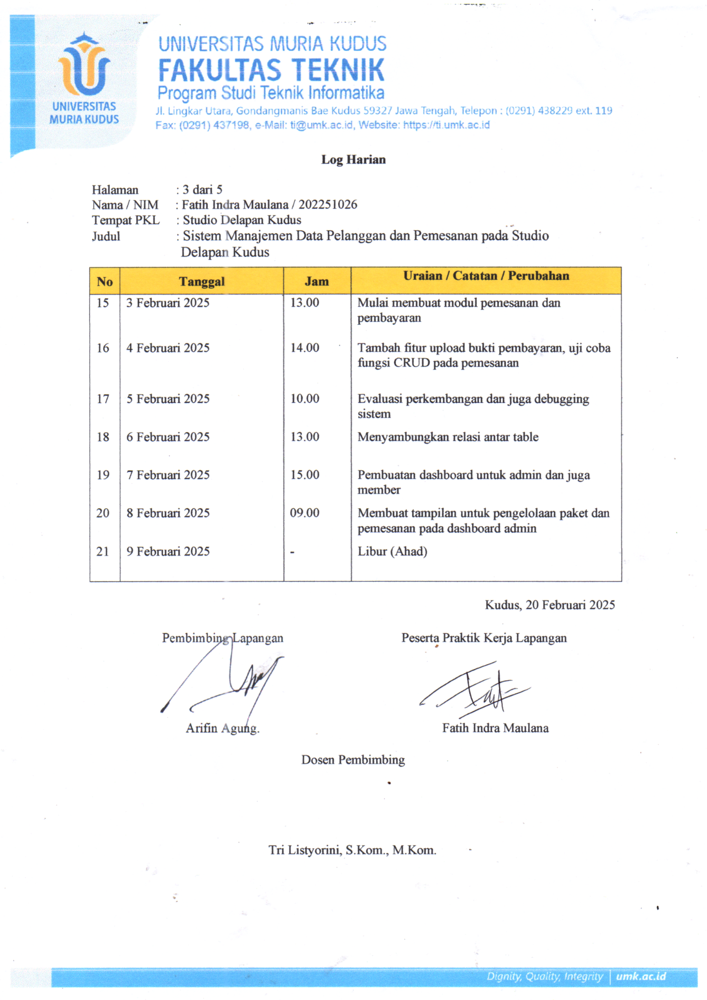 UNIVERSITAS MURIA KUDUS
FAKULTAS TEKNIK
Program Studi Teknik Informatika
Jl. Lingkar Utara, Gondangmanis Bae Kudus 59327 Jawa Tengah, Telepon : (0291) 438229 ext. 119
Fax: (0291) 437198, e-Mail: ti@umk.ac.id, Website: https://ti.umk.ac.id
UNIVERSITAS
MURIA KUDUS
Log Harian
Halaman : 3 dari 5
Nama / NIM : Fatih Indra Maulana / 202251026
Tempat PKL : Studio Delapan Kudus
Judul : Sistem Manajemen Data Pelanggan dan Pemesanan pada Studio
Delapan Kudus
No Tanggal Jam Uraian / Catatan / Perubahan
15 3 Februari 2025 13.00 Mulai membuat modul pemesanan dan
pembayaran
16 4 Februari 2025 14.00 Tambah fitur upload bukti pembayaran, uji coba
fungsi CRUD pada pemesanan
17 5 Februari 2025 10.00 Evaluasi perkembangan dan juga debugging
sistem
18 6 Februari 2025 13.00 Menyambungkan relasi antar table
19 7 Februari 2025 15.00 Pembuatan dashboard untuk admin dan juga
member
20 8 Februari 2025 09.00 Membuat tampilan untuk pengelolaan paket dan
pemesanan pada dashboard admin
21 9 Februari 2025 - Libur (Ahad)
Kudus, 20 Februari 2025
Pembimbing Lapangan Peserta Praktik Kerja Lapangan
Arifin Agung. Fatih Indra Maulana
Dosen Pembimbing
Tri Listyorini, S.Kom., M.Kom.
Dignity, Quality, Integrity | umk.ac.id